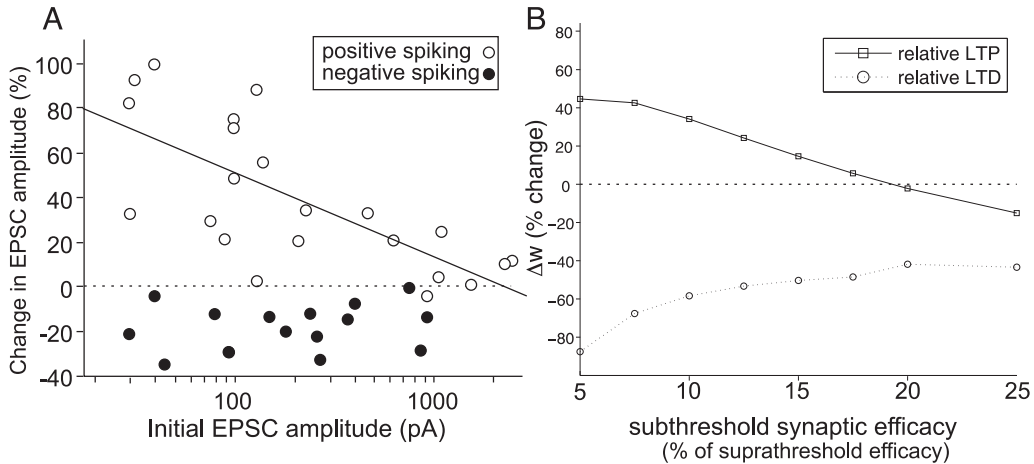 A
positive spiking
negative spiking
Change in EPSC amplitude (%)
100
80
60
40
20
0
-20
-40
100
1000
Initial EPSC amplitude (pA)
B
relative LTP
relative LTD
Δw (% change)
80
60
40
20
0
-20
-40
-60
-80
5
10
15
20
25
subthreshold synaptic efficacy
(% of suprathreshold efficacy)